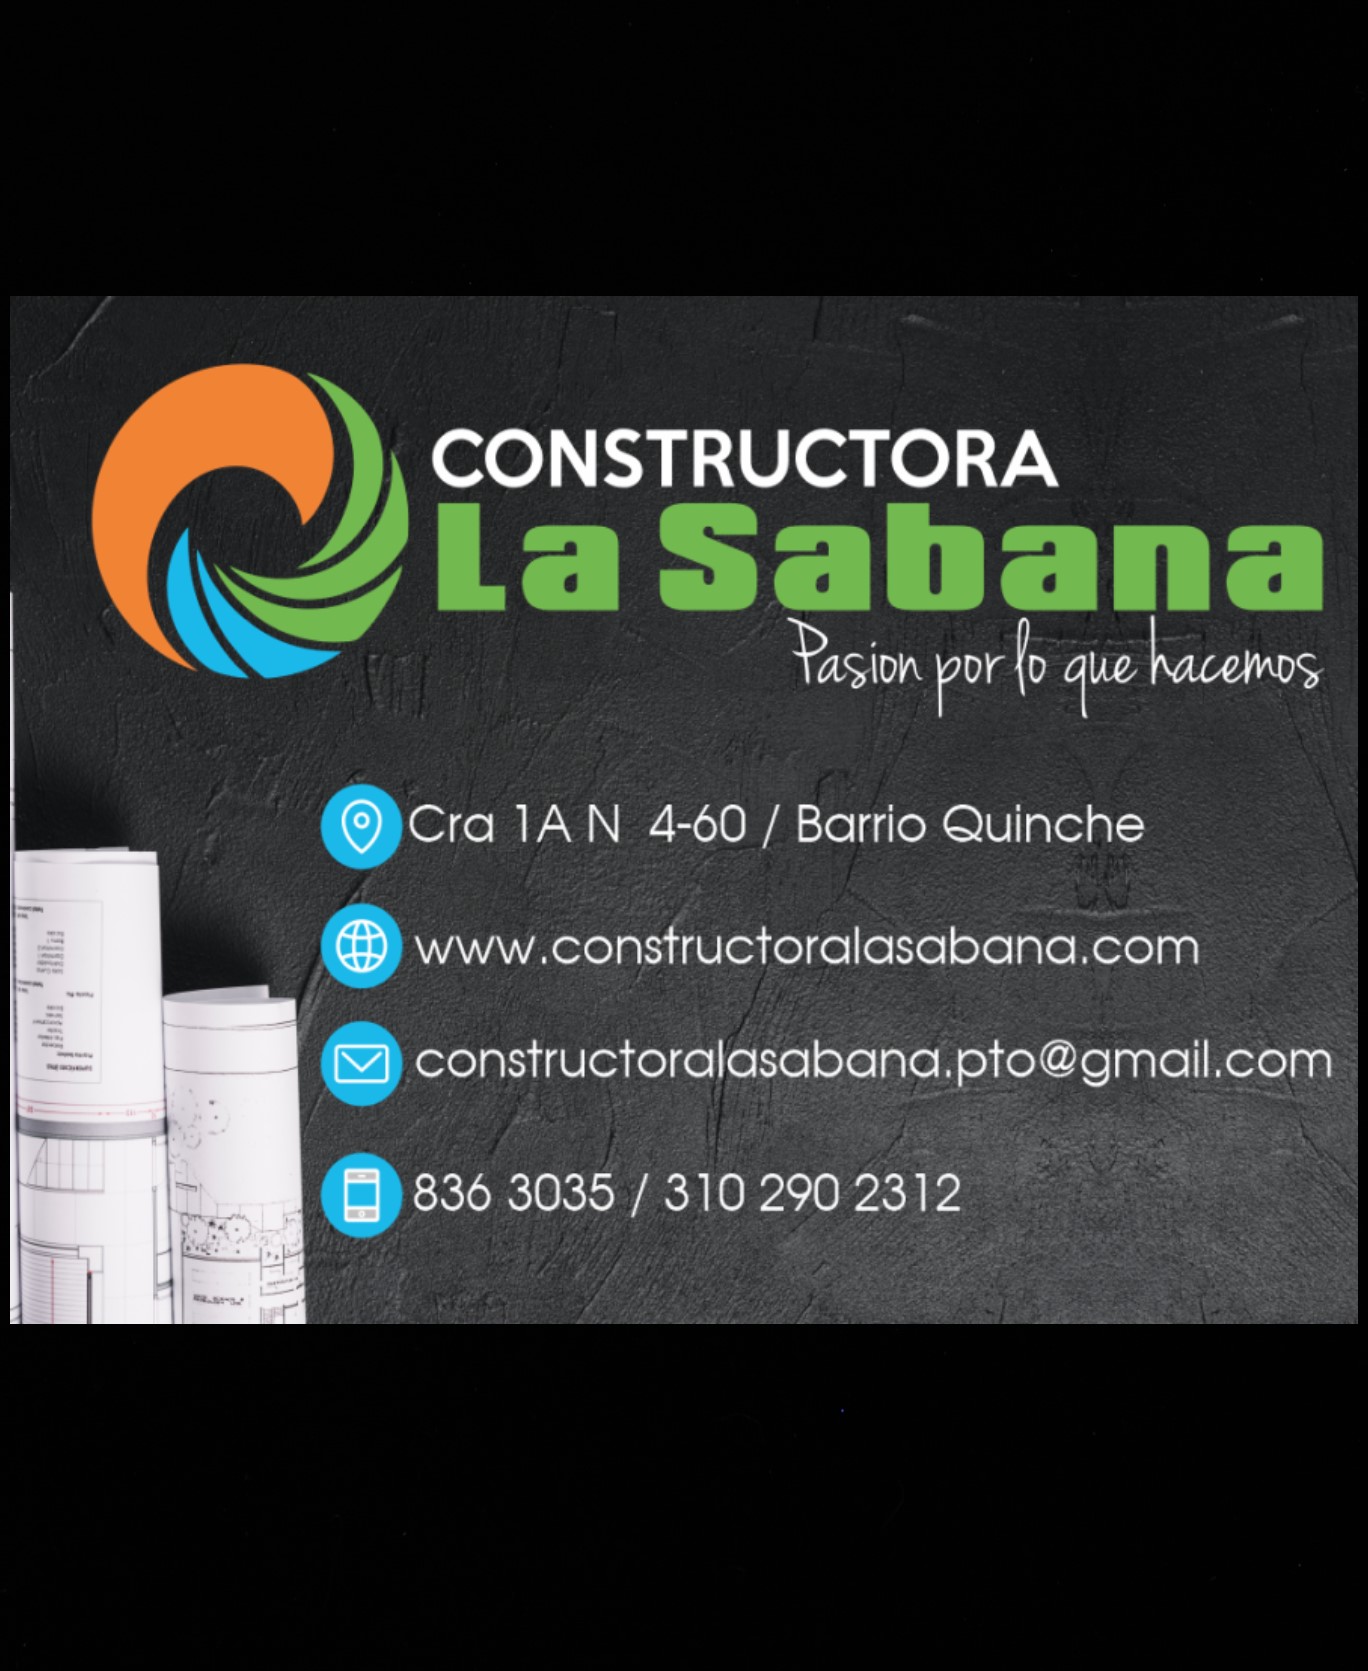 CONSTRUCTORA
La Sabana
Pasion por lo que hacemos
Cra 1A N 4-60 / Barrio Quinche
www.constructoralasabana.com
constructoralasabana.pto@gmail.com
836 3035 / 310 290 2312